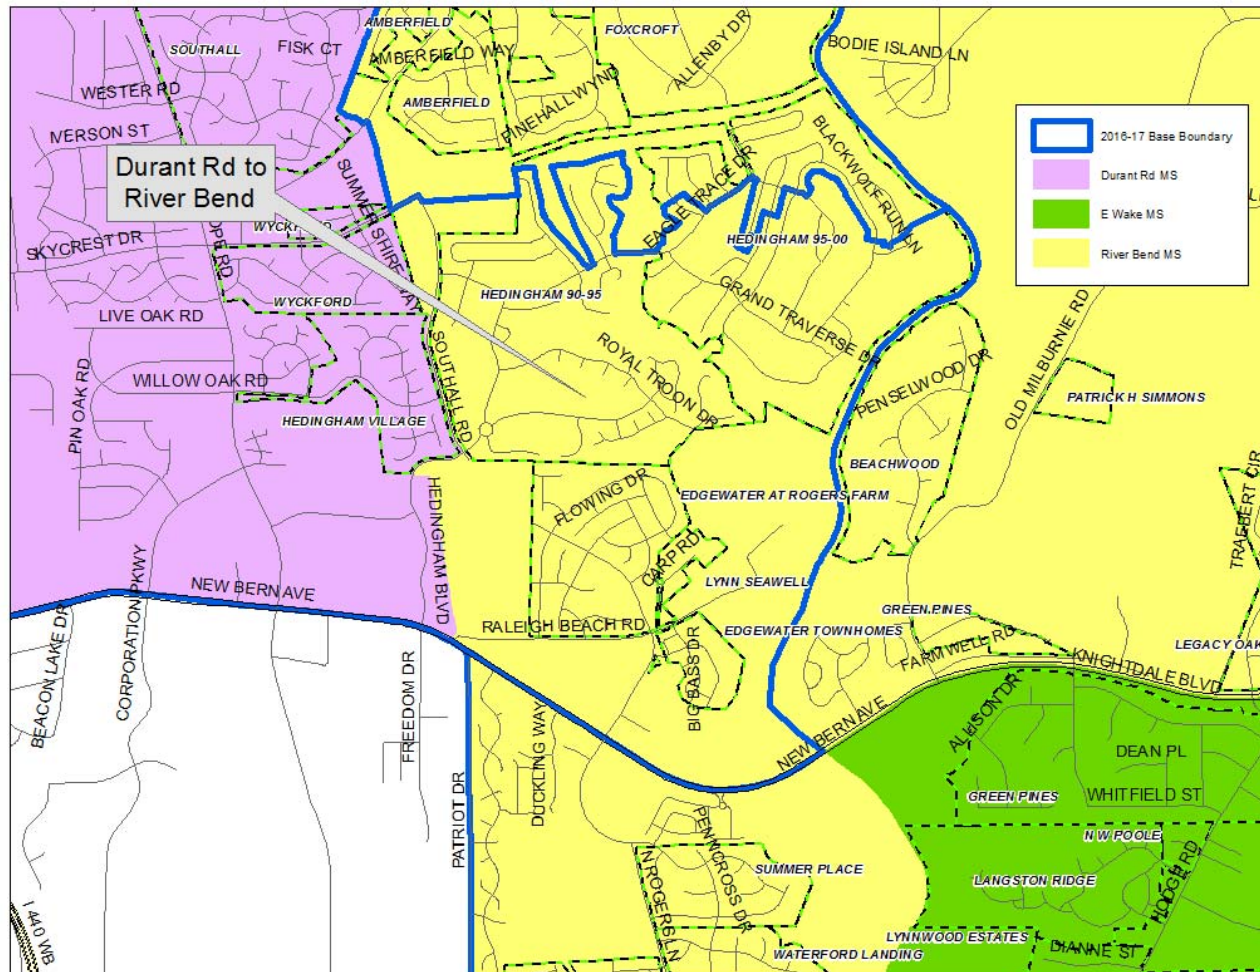 AMBERFIELD
SOUTHALL
FISK CT
AMBERFIELD WAY
FOXCROFT
ALLENBY DR
BODIE ISLAND LN
WESTER RD
AMBERFIELD
PINEHALL WYND
IVERSON ST
BLACKWOLF RUN LN
2016-17 Base Boundary
Durant Rd MS
E Wake MS
River Bend MS
Durant Rd to
River Bend
SUMMER SHIRE WAY
EAGLE TRACE DR
WYCKFORD
SKYCREST DR
HEDINGHAM 95-00
HEDINGHAM 90-95
GRAND TRAVERSE DR
WYCKFORD
LIVE OAK RD
SOUTHALL RD
ROYAL TROON DR
OLD MILBURNIE RD
WILLOW OAK RD
PIN OAK RD
PENSELWOOD DR
PATRICK H SIMMONS
HEDINGHAM VILLAGE
BEACHWOOD
FLOWING DR
EDGEWATER AT ROGERS FARM
HEDINGHAM BLVD
TRAEBERT CIR
CARP RD
LYNN SEAWELL
NEW BERN AVE
CORPORATION PKWY
GREEN PINES
RALEIGH BEACH RD
EDGEWATER TOWNHOMES
FARMWELL RD
LEGACY OAK
KNIGHTDALE BLVD
BEACON LAKE DR
FREEDOM DR
BIG BASS DR
NEW BERN AVE
ALLISON DR
DUCKLING WAY
DEAN PL
PATRIOT DR
GREEN PINES
WHITFIELD ST
PENNCROSS DR
N W POOLE
SUMMER PLACE
LANGSTON RIDGE
HODGE RD
N ROGERS LN
I 440 WB
LYNNWOOD ESTATES
DIANNE ST
WATERFORD LANDING